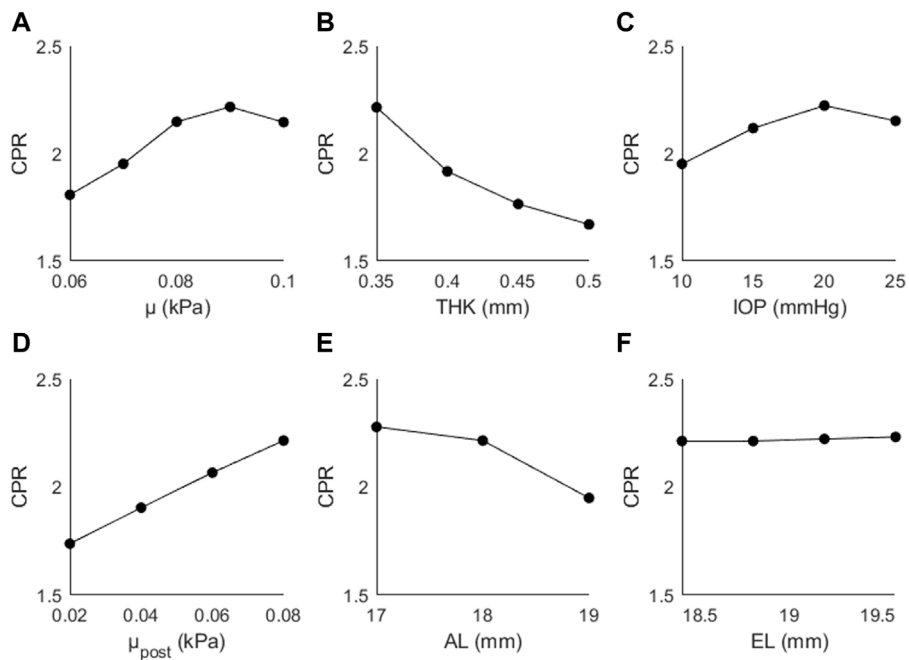 A
2.5
CPR
2
1.5
0.06
0.08
0.1
μ (kPa)
B
2.5
CPR
2
1.5
0.35
0.4
0.45
0.5
THK (mm)
C
2.5
CPR
2
1.5
10
15
20
25
IOP (mmHg)
D
2.5
CPR
2
1.5
0.02
0.04
0.06
0.08
μpost (kPa)
E
2.5
CPR
2
1.5
17
18
19
AL (mm)
F
2.5
CPR
2
1.5
18.5
19
19.5
EL (mm)